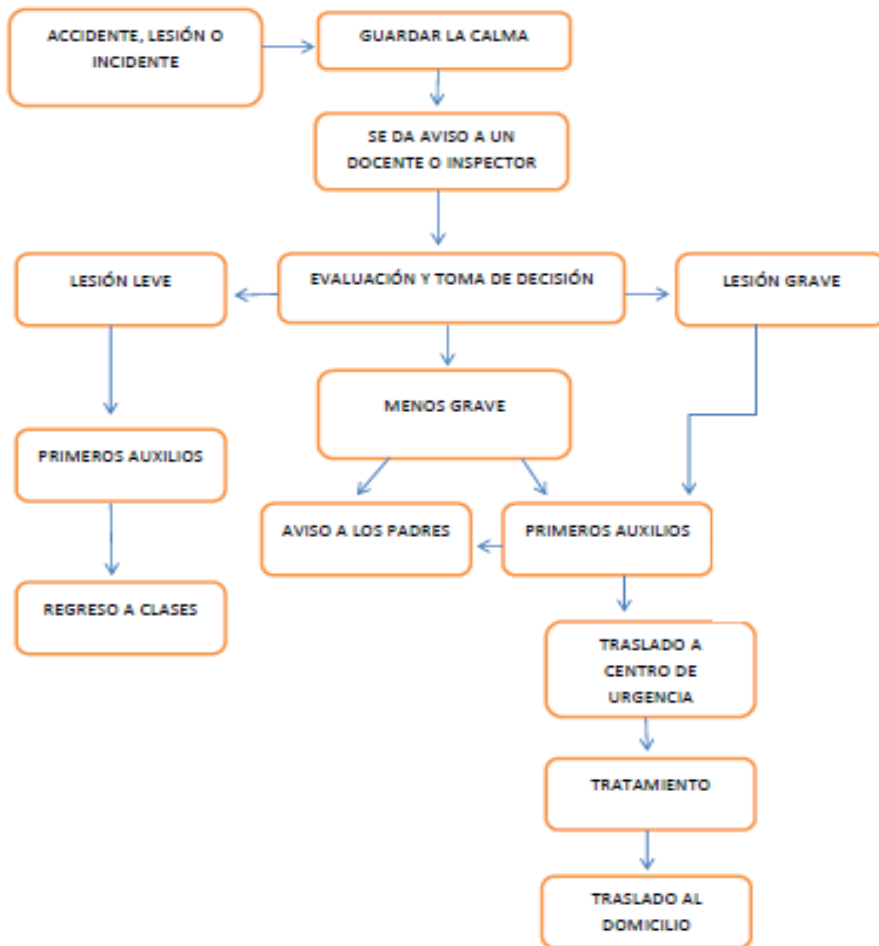 ACCIDENTE, LESIÓN O
INCIDENTE
GUARDAR LA CALMA
SE DA AVISO A UN
DOCENTE O INSPECTOR
LESIÓN LEVE
EVALUACIÓN Y TOMA DE DECISIÓN
LESIÓN GRAVE
MENOS GRAVE
PRIMEROS AUXILIOS
AVISO A LOS PADRES
PRIMEROS AUXILIOS
REGRESO A CLASES
TRASLADO A
CENTRO DE
URGENCIA
TRATAMIENTO
TRASLADO AL
DOMICILIO